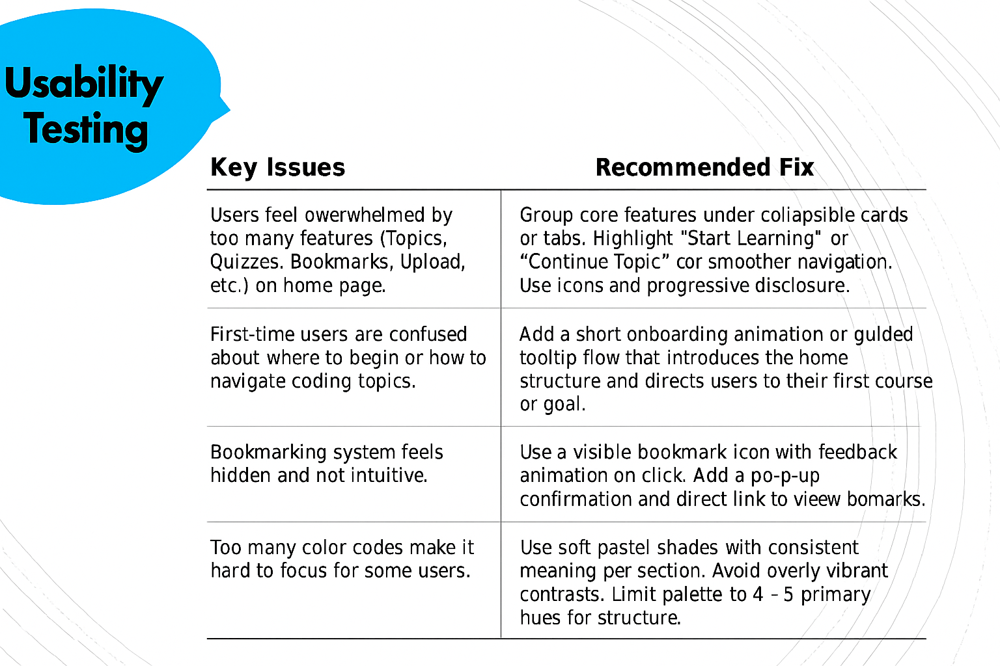 Usability
Testing
Key Issues
Recommended Fix
Users feel owerwhelmed by
too many features (Topics,
Quizzes. Bookmarks, Upload,
etc.) on home page.
Group core features under coliapsible cards
or tabs. Highlight "Start Learning" or
“Continue Topic” cor smoother navigation.
Use icons and progressive disclosure.
First-time users are confused
about where to begin or how to
navigate coding topics.
Add a short onboarding animation or gulded
tooltip flow that introduces the home
structure and directs users to their first course
or goal.
Bookmarking system feels
hidden and not intuitive.
Use a visible bookmark icon with feedback
animation on click. Add a po-p-up
confirmation and direct link to vieew bomarks.
Too many color codes make it
hard to focus for some users.
Use soft pastel shades with consistent
meaning per section. Avoid overly vibrant
contrasts. Limit palette to 4 – 5 primary
hues for structure.